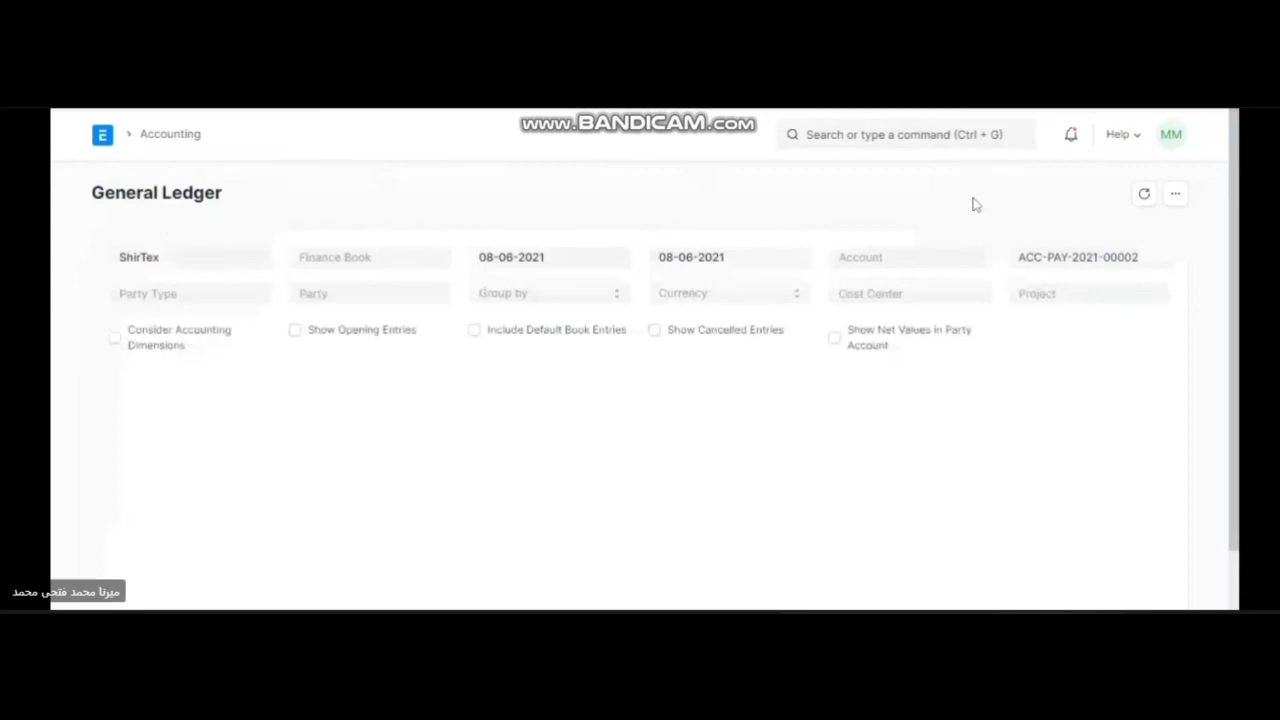 www.BANDICAM.com
E › Accounting
Search or type a command (Ctrl + G)
Help
MM
General Ledger
...
ShirTex
Finance Book
08-06-2021
08-06-2021
Account
ACC-PAY-2021-00002
Party Type
Party
Group by
Currency
Cost Center
Project
Consider Accounting
Dimensions
Show Opening Entries
Include Default Book Entries
Show Cancelled Entries
Show Net Values in Party
Account
ميرنا محمد فتحى محمد